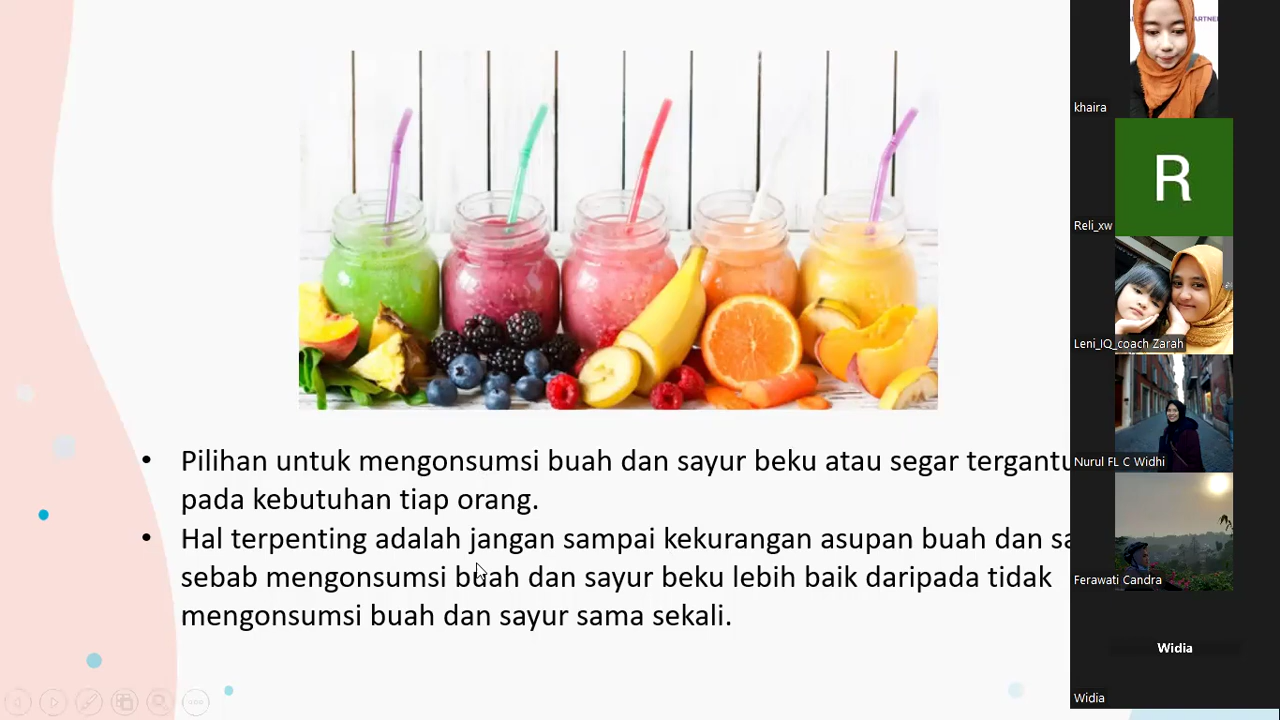 Pilihan untuk mengonsumsi buah dan sayur beku atau segar tergantu
pada kebutuhan tiap orang.
Hal terpenting adalah jangan sampai kekurangan asupan buah dan sa
sebab mengonsumsi buah dan sayur beku lebih baik daripada tidak
mengonsumsi buah dan sayur sama sekali.
khaira
R
Reli_xw
Leni_IQ_coach Zarah
Nurul FL C Widhi
Ferawati Candra
Widia
Widia